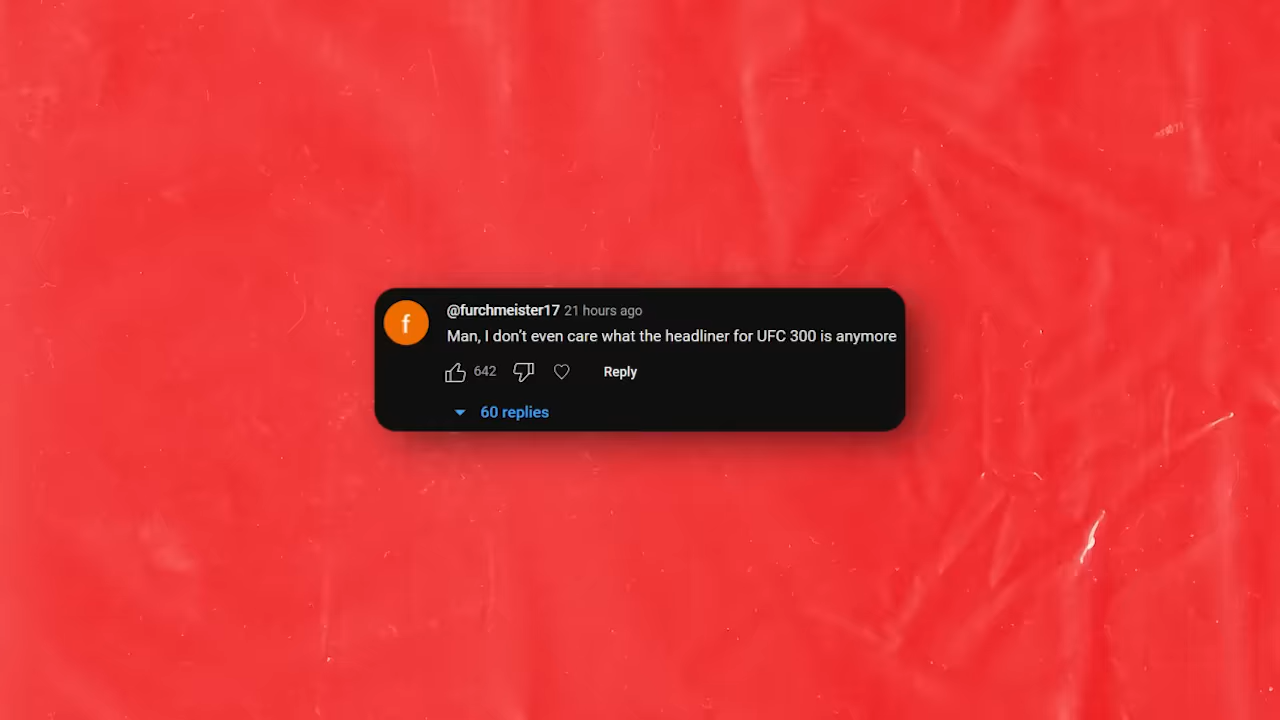 f
@furchmeister17 21 hours ago
Man, I don't even care what the headliner for UFC 300 is anymore
642 Reply
60 replies